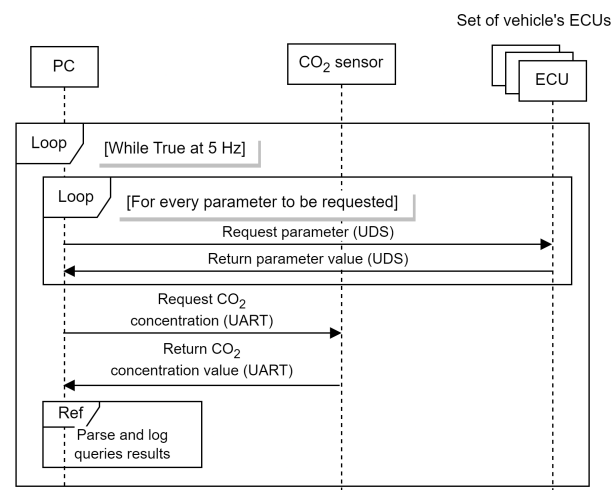 Set of vehicle's ECUs
PC
CO₂ sensor
ECU
Loop
[While True at 5 Hz]
Loop
[For every parameter to be requested]
Request parameter (UDS)
Return parameter value (UDS)
Request CO₂
concentration (UART)
Return CO₂
concentration value (UART)
Ref
Parse and log
queries results